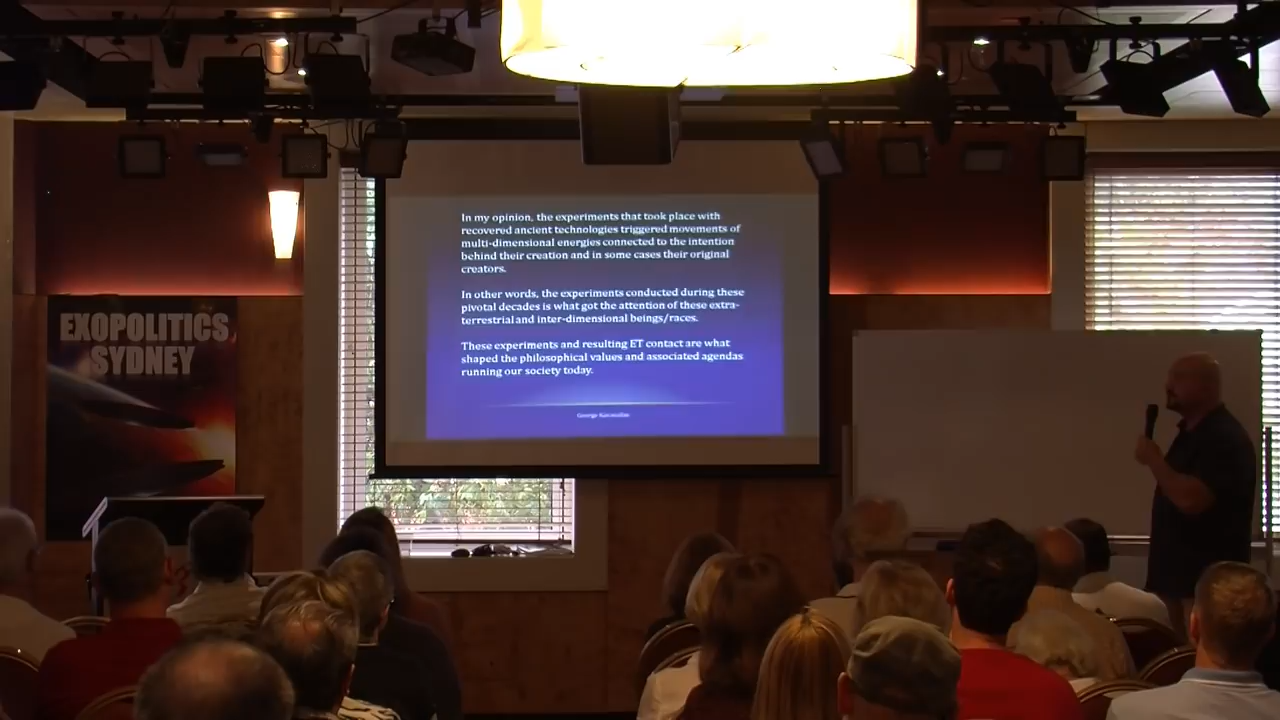 EXOPOLITICS
SYDNEY
In my opinion, the experiments that took place with
recovered ancient technologies triggered movements of
multi-dimensional energies connected to the intention
behind their creation and in some cases their original
creators.
In other words, the experiments conducted during these
pivotal decades is what got the attention of these extra-
terrestrial and inter-dimensional beings/races.
These experiments and resulting ET contact are what
shaped the philosophical values and associated agendas
running our society today.
George